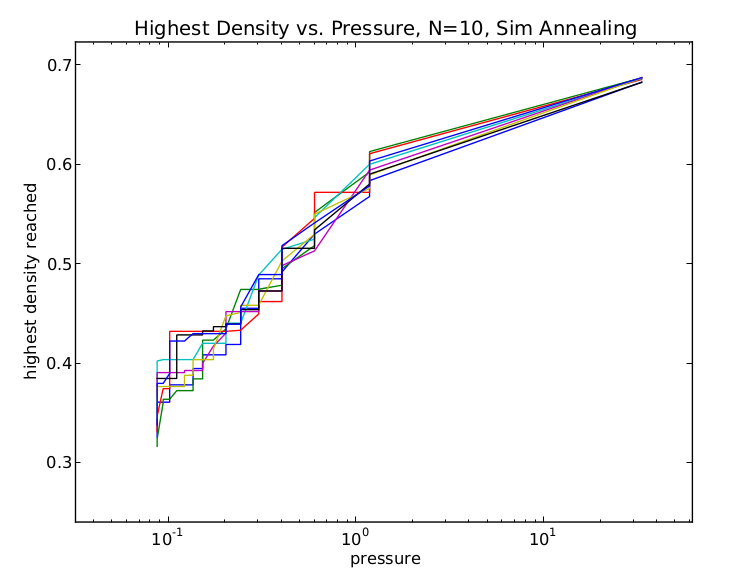 Highest Density vs. Pressure, N=10, Sim Annealing
highest density reached
0.7
0.6
0.5
0.4
0.3
10^-1
10^0
10^1
pressure